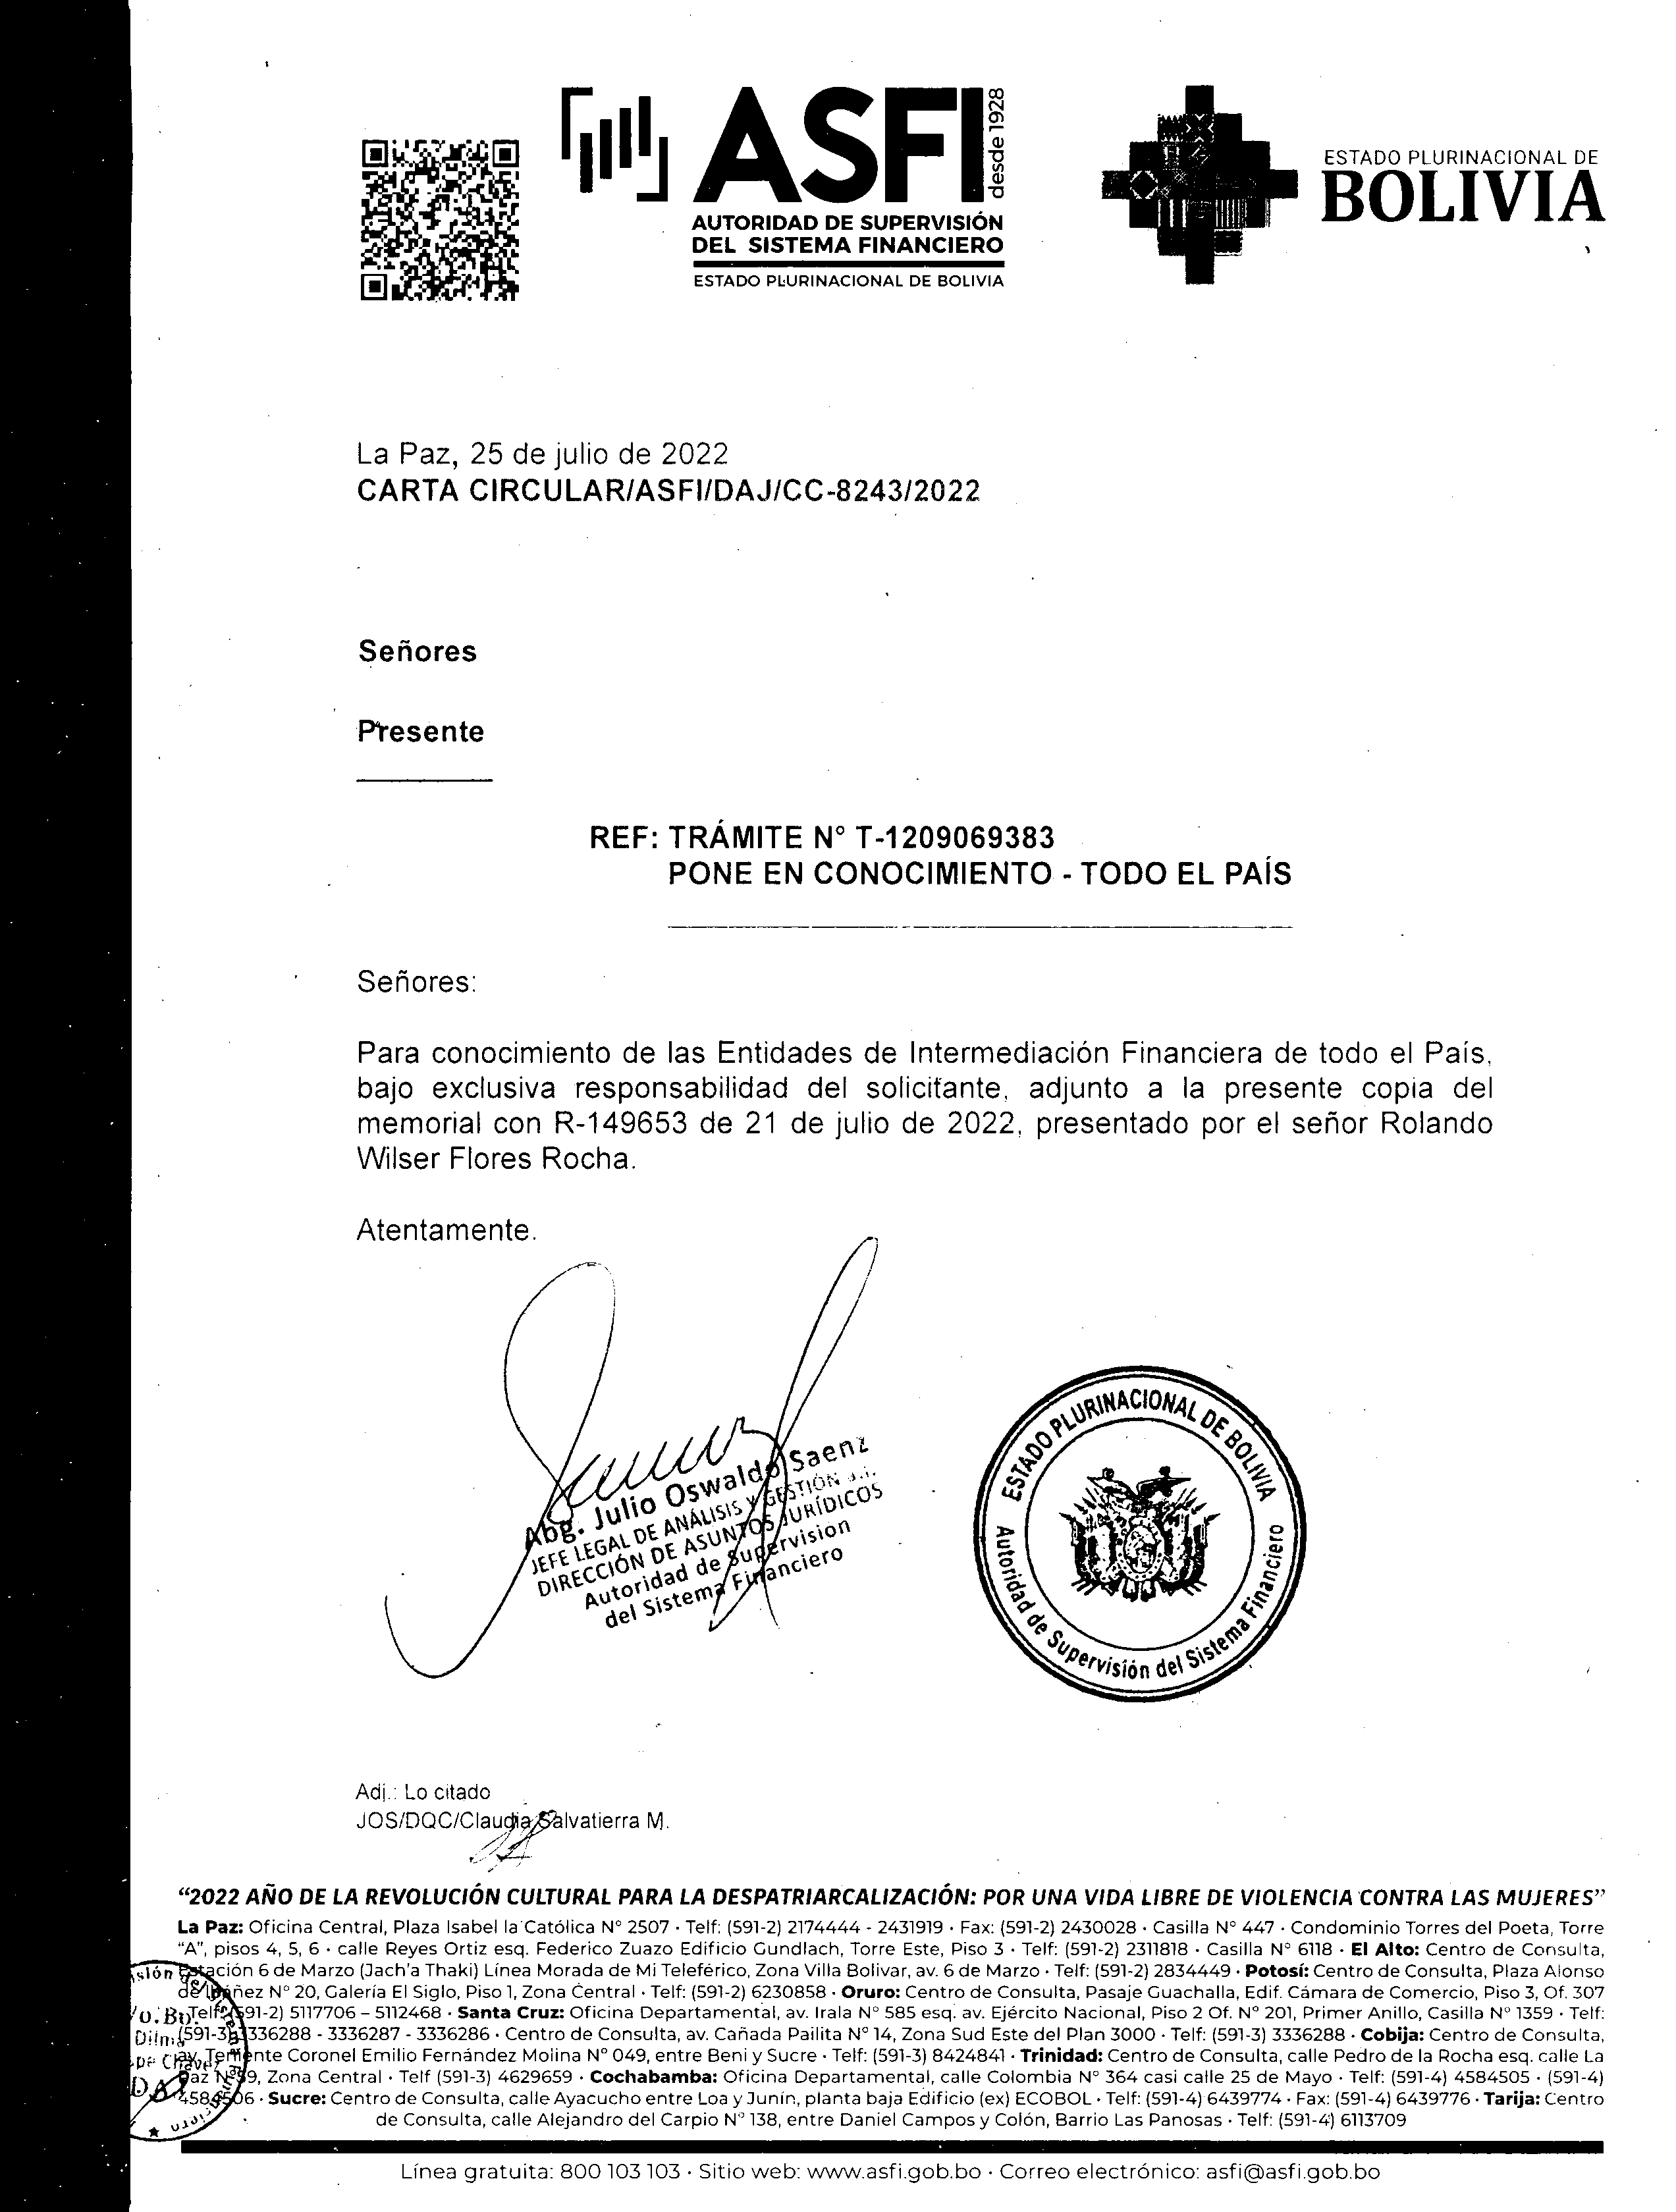 ASFI
desde 1928
AUTORIDAD DE SUPERVISIÓN
DEL SISTEMA FINANCIERO
ESTADO PLURINACIONAL DE BOLIVIA
ESTADO PLURINACIONAL DE
BOLIVIA
La Paz, 25 de julio de 2022
CARTA CIRCULAR/ASFI/DAJ/CC-8243/2022
Señores
Presente
REF: TRÁMITE N° T-1209069383
PONE EN CONOCIMIENTO - TODO EL PAÍS
Señores:
Para conocimiento de las Entidades de Intermediación Financiera de todo el País,
bajo exclusiva responsabilidad del solicitante, adjunto a la presente copia del
memorial con R-149653 de 21 de julio de 2022, presentado por el señor Rolando
Wilser Flores Rocha.
Atentamente.
Abg. Julio Oswaldo Saenz
JEFE LEGAL DE ANÁLISIS Y GESTIÓN a.i.
DIRECCIÓN DE ASUNTOS JURÍDICOS
Autoridad de Supervision
del Sistema Financiero
ESTADO PLURINACIONAL DE BOLIVIA
Autoridad de Supervisión del Sistema Financiero
Adj.: Lo citado
JOS/DQC/Claudia Salvatierra M.
“2022 AÑO DE LA REVOLUCIÓN CULTURAL PARA LA DESPATRIARCALIZACIÓN: POR UNA VIDA LIBRE DE VIOLENCIA CONTRA LAS MUJERES”
La Paz: Oficina Central, Plaza Isabel la Católica N° 2507 · Telf: (591-2) 2174444 - 2431919 · Fax: (591-2) 2430028 · Casilla N° 447 · Condominio Torres del Poeta, Torre
“A”, pisos 4, 5, 6 · calle Reyes Ortiz esq. Federico Zuazo Edificio Gundlach, Torre Este, Piso 3 · Telf: (591-2) 2311818 · Casilla N° 6118 · El Alto: Centro de Consulta,
Estación 6 de Marzo (Jach’a Thaki) Línea Morada de Mi Teleférico, Zona Villa Bolivar, av. 6 de Marzo · Telf: (591-2) 2834449 · Potosí: Centro de Consulta, Plaza Alonso
de Ibáñez N° 20, Galería El Siglo, Piso 1, Zona Central · Telf: (591-2) 6230858 · Oruro: Centro de Consulta, Pasaje Guachalla, Edif. Cámara de Comercio, Piso 3, Of. 307
Telf: (591-2) 5117706 – 5112468 · Santa Cruz: Oficina Departamental, av. Irala N° 585 esq. av. Ejército Nacional, Piso 2 Of. N° 201, Primer Anillo, Casilla N° 1359 · Telf:
(591-3) 3336288 - 3336287 - 3336286 · Centro de Consulta, av. Cañada Pailita N° 14, Zona Sud Este del Plan 3000 · Telf: (591-3) 3336288 · Cobija: Centro de Consulta,
av. Teniente Coronel Emilio Fernández Molina N° 049, entre Beni y Sucre · Telf: (591-3) 8424841 · Trinidad: Centro de Consulta, calle Pedro de la Rocha esq. calle La
Paz N° 59, Zona Central · Telf (591-3) 4629659 · Cochabamba: Oficina Departamental, calle Colombia N° 364 casi calle 25 de Mayo · Telf: (591-4) 4584505 · (591-4)
4584506 · Sucre: Centro de Consulta, calle Ayacucho entre Loa y Junín, planta baja Edificio (ex) ECOBOL · Telf: (591-4) 6439774 · Fax: (591-4) 6439776 · Tarija: Centro
de Consulta, calle Alejandro del Carpio N° 138, entre Daniel Campos y Colón, Barrio Las Panosas · Telf: (591-4) 6113709
Línea gratuita: 800 103 103 · Sitio web: www.asfi.gob.bo · Correo electrónico: asfi@asfi.gob.bo